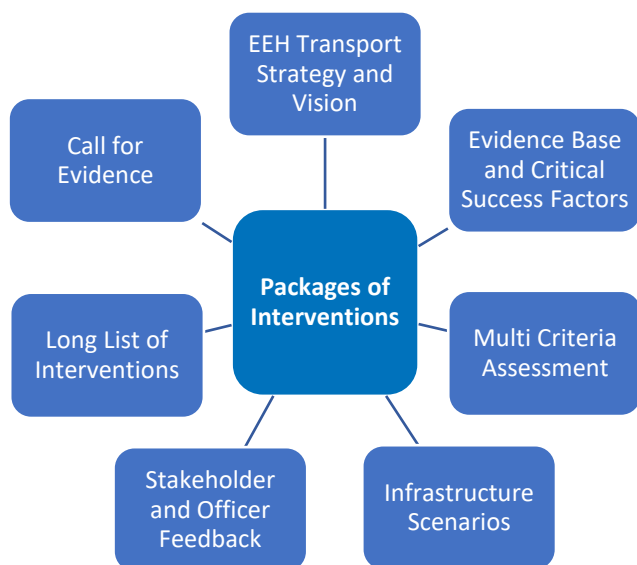 EEH Transport
Strategy and
Vision
Call for
Evidence
Evidence Base
and Critical
Success Factors
Packages of
Interventions
Long List of
Interventions
Multi Criteria
Assessment
Stakeholder
and Officer
Feedback
Infrastructure
Scenarios